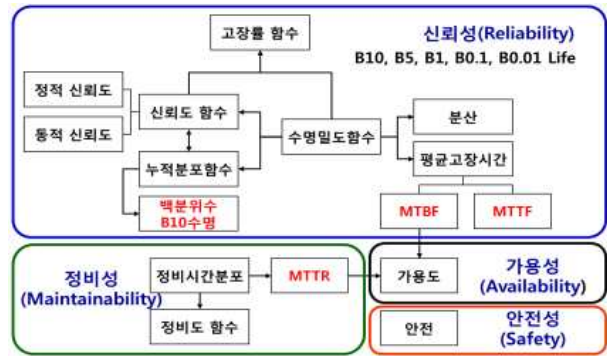 신뢰성(Reliability)
B10, B5, B1, B0.1, B0.01 Life
고장률 함수
정적 신뢰도
동적 신뢰도
신뢰도 함수
수명밀도함수
분산
평균고장시간
누적분포함수
백분위수
B10수명
MTBF
MTTF
정비성
(Maintainability)
정비시간분포
MTTR
정비도 함수
가용도
가용성
(Availability)
안전
안전성
(Safety)